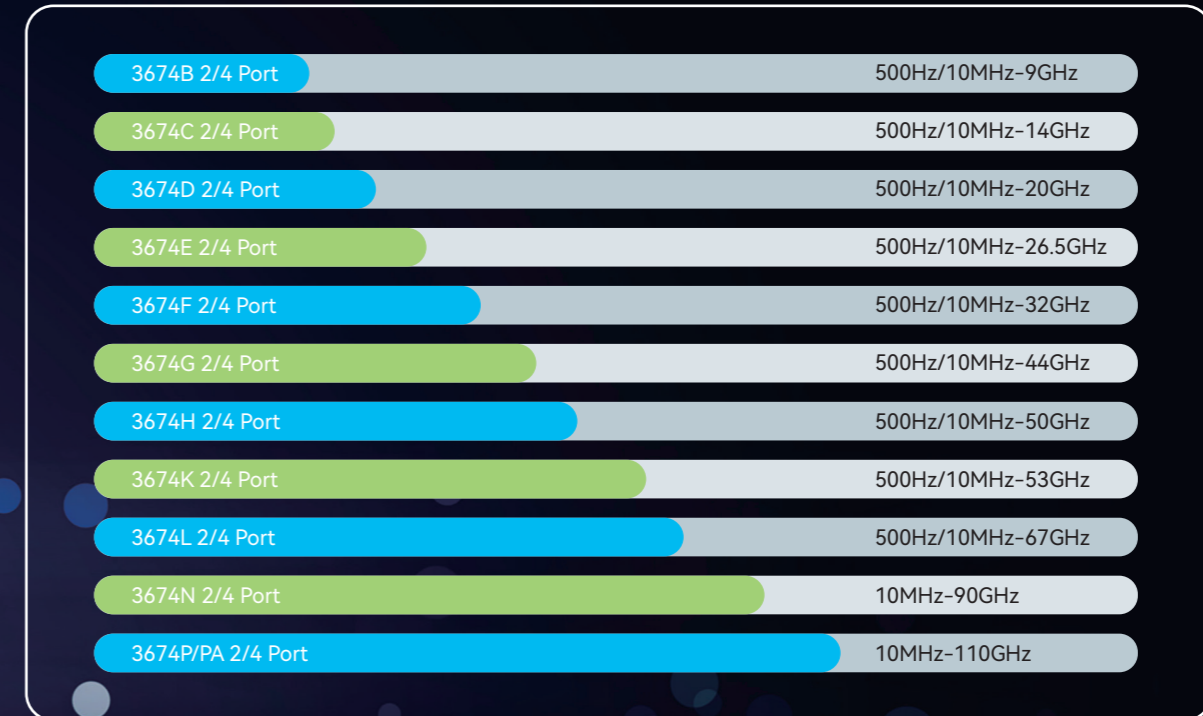 3674B 2/4 Port 500Hz/10MHz-9GHz
3674C 2/4 Port 500Hz/10MHz-14GHz
3674D 2/4 Port 500Hz/10MHz-20GHz
3674E 2/4 Port 500Hz/10MHz-26.5GHz
3674F 2/4 Port 500Hz/10MHz-32GHz
3674G 2/4 Port 500Hz/10MHz-44GHz
3674H 2/4 Port 500Hz/10MHz-50GHz
3674K 2/4 Port 500Hz/10MHz-53GHz
3674L 2/4 Port 500Hz/10MHz-67GHz
3674N 2/4 Port 10MHz-90GHz
3674P/PA 2/4 Port 10MHz-110GHz